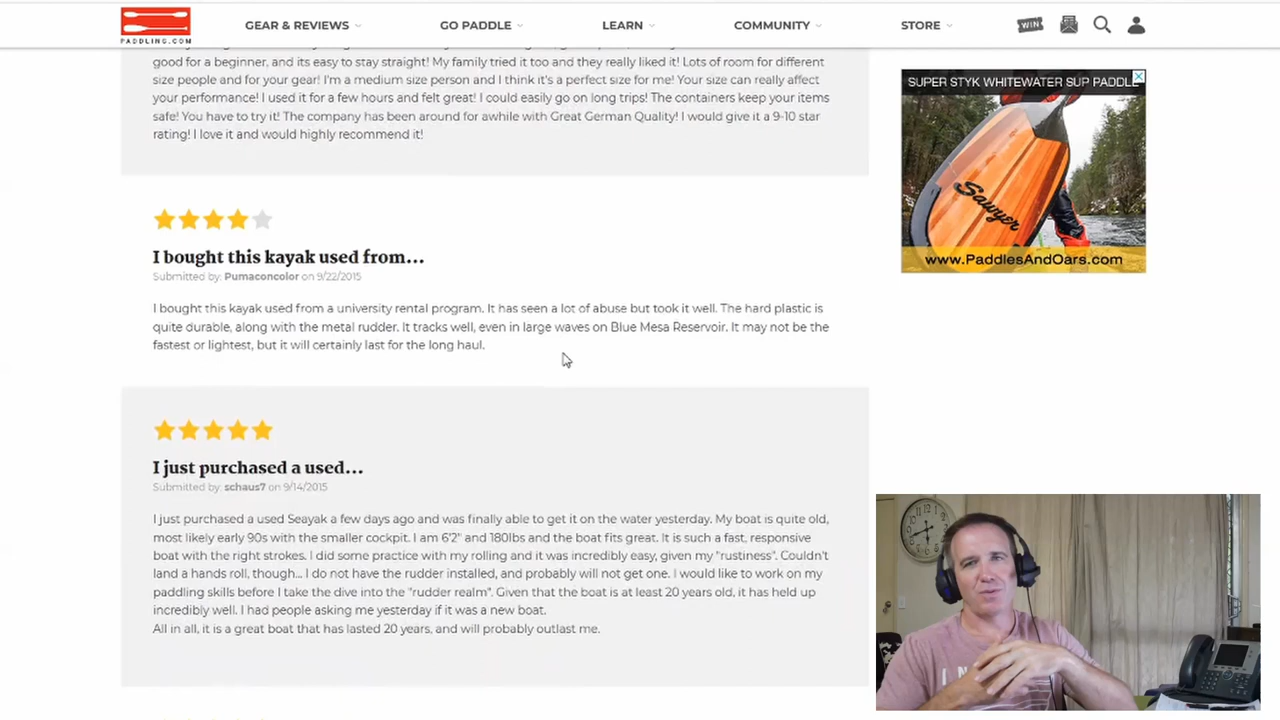 PADDLING.COM
GEAR & REVIEWS
GO PADDLE
LEARN
COMMUNITY
STORE
WIN
good for a beginner, and its easy to stay straight! My family tried it too and they really liked it! Lots of room for different
size people and for your gear! I'm a medium size person and I think it's a perfect size for me! Your size can really affect
your performance! I used it for a few hours and felt great! I could easily go on long trips! The containers keep your items
safe! You have to try it! The company has been around for awhile with Great German Quality! I would give it a 9-10 star
rating! I love it and would highly recommend it!
I bought this kayak used from...
Submitted by: Pumaconcolor on 9/22/2015
I bought this kayak used from a university rental program. It has seen a lot of abuse but took it well. The hard plastic is
quite durable, along with the metal rudder. It tracks well, even in large waves on Blue Mesa Reservoir. It may not be the
fastest or lightest, but it will certainly last for the long haul.
I just purchased a used...
Submitted by: schaus7 on 9/14/2015
I just purchased a used Seayak a few days ago and was finally able to get it on the water yesterday. My boat is quite old,
most likely early 90s with the smaller cockpit. I am 6'2" and 180lbs and the boat fits great. It is such a fast, responsive
boat with the right strokes. I did some practice with my rolling and it was incredibly easy, given my "rustiness". Couldn't
land a hands roll, though... I do not have the rudder installed, and probably will not get one. I would like to work on my
paddling skills before I take the dive into the "rudder realm". Given that the boat is at least 20 years old, it has held up
incredibly well. I had people asking me yesterday if it was a new boat.
All in all, it is a great boat that has lasted 20 years, and will probably outlast me.
SUPER STYK WHITEWATER SUP PADDLE
Sawyer
www.PaddlesAndOars.com